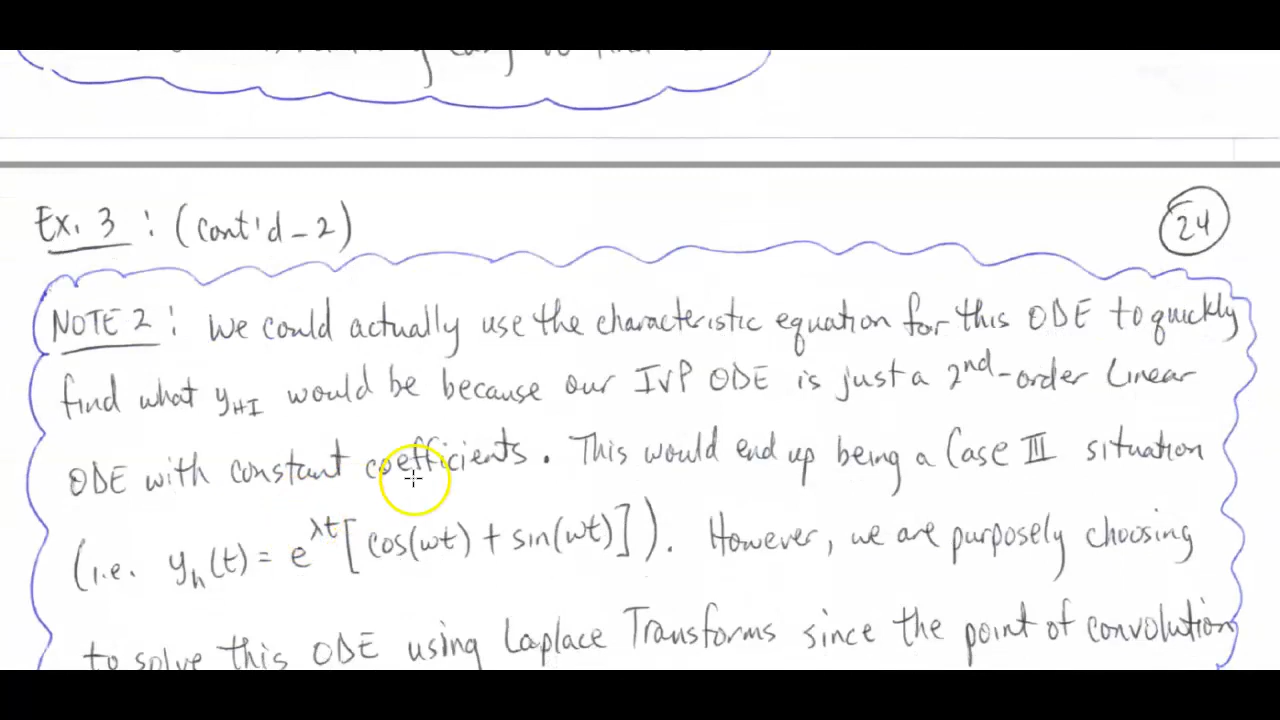 Ex. 3 : (cont'd - 2)
24
NOTE 2 : We could actually use the characteristic equation for this ODE to quickly
find what yHI would be because our IVP ODE is just a 2nd-order Linear
ODE with constant coefficients. This would end up being a Case III situation
(i.e. yh(t) = e^λt [cos(ωt) + sin(ωt)]). However, we are purposely choosing
to solve this ODE using Laplace Transforms since the point of convolution